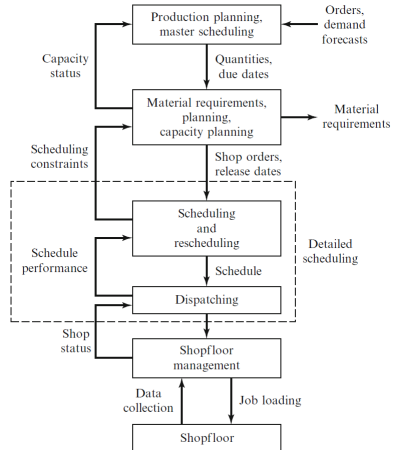 Production planning,
master scheduling
Orders,
demand
forecasts
Capacity
status
Quantities,
due dates
Material requirements,
planning,
capacity planning
Material
requirements
Scheduling
constraints
Shop orders,
release dates
Scheduling
and
rescheduling
Detailed
scheduling
Schedule
performance
Schedule
Dispatching
Shop
status
Shopfloor
management
Data
collection
Job loading
Shopfloor